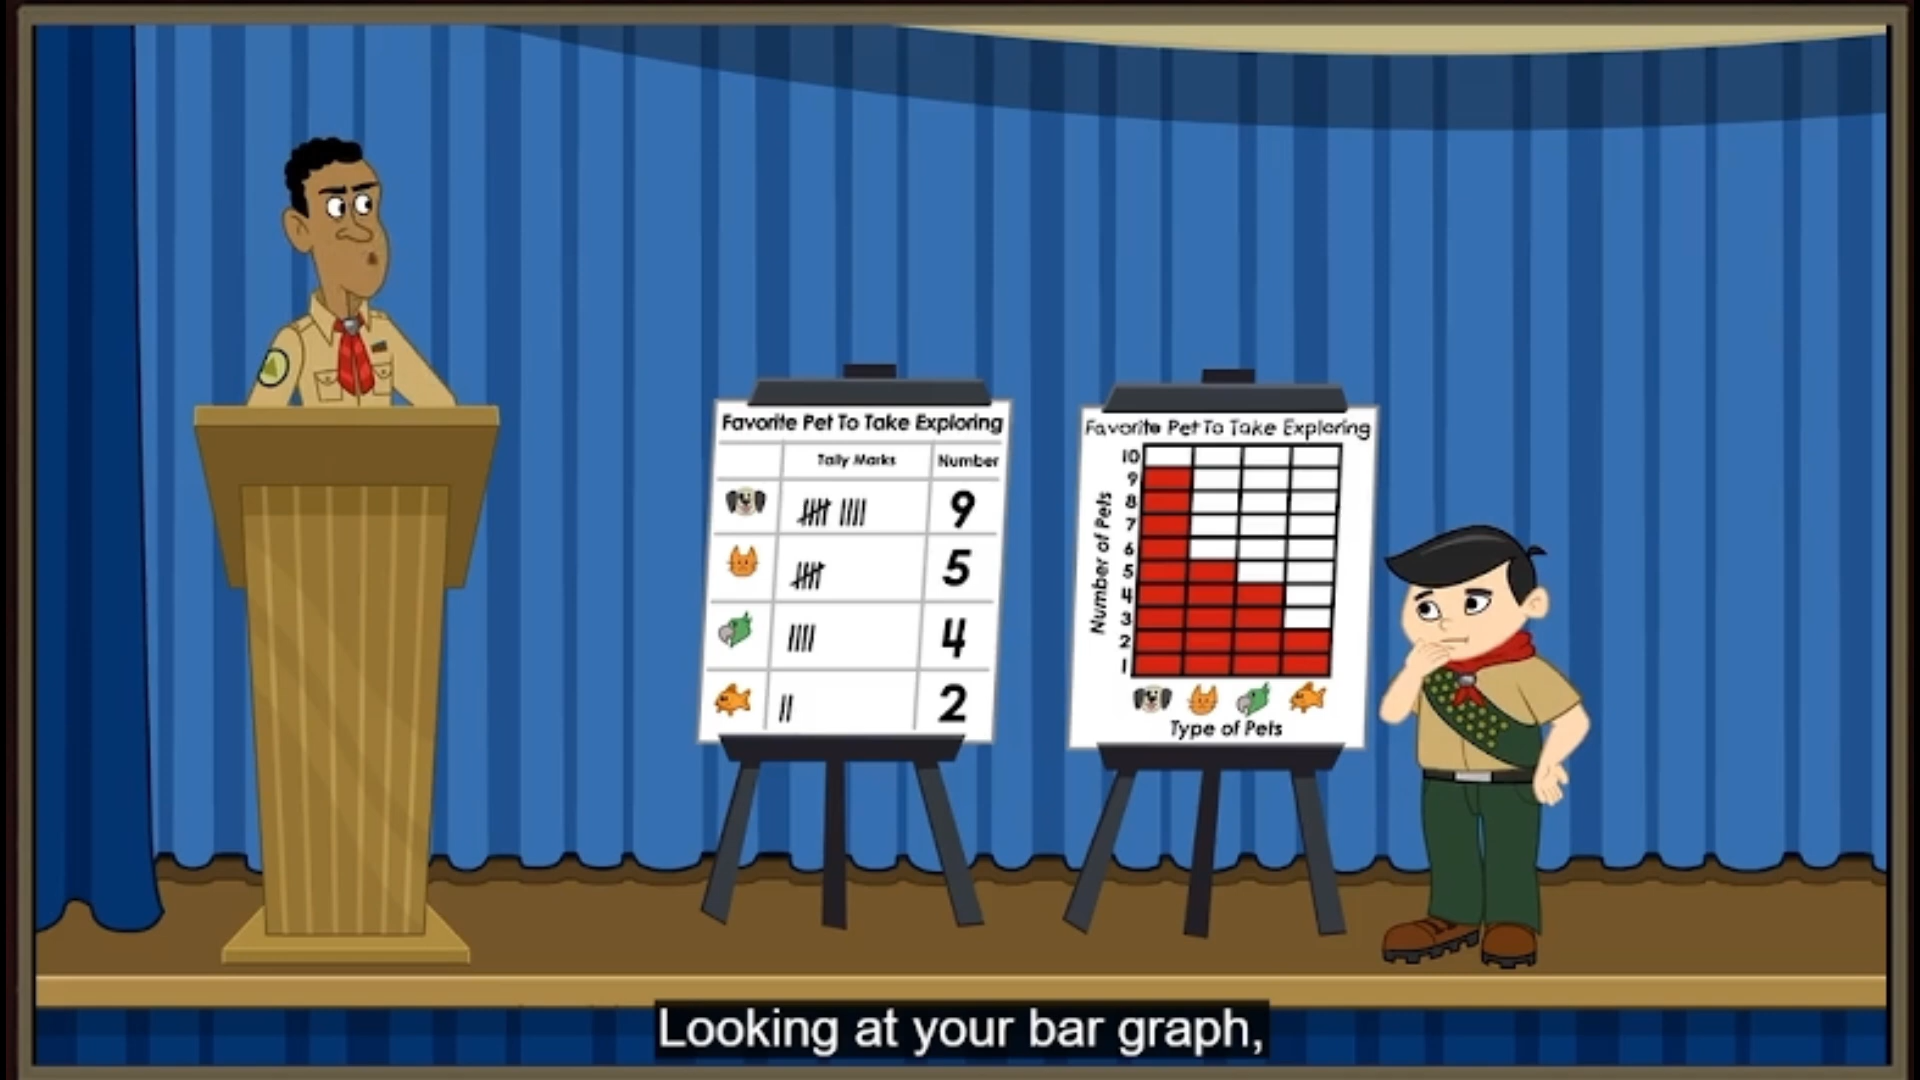 Favorite Pet To Take Exploring
Tally Marks Number
9
5
4
2
Favorite Pet To Take Exploring
Number of Pets
10
9
8
7
6
5
4
3
2
1
Type of Pets
Looking at your bar graph,